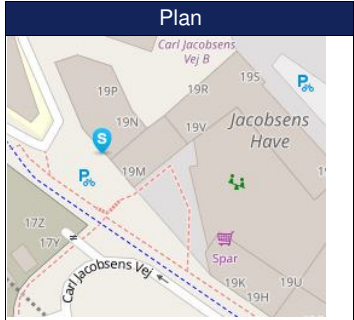 Plan
Carl Jacobsens
Vej B
19S
19P
19R
19N
19V
Jacobsens
Have
S
19M
19
17Z
17Y
Spar
Carl Jacobsens Vej
19K
19U
19H